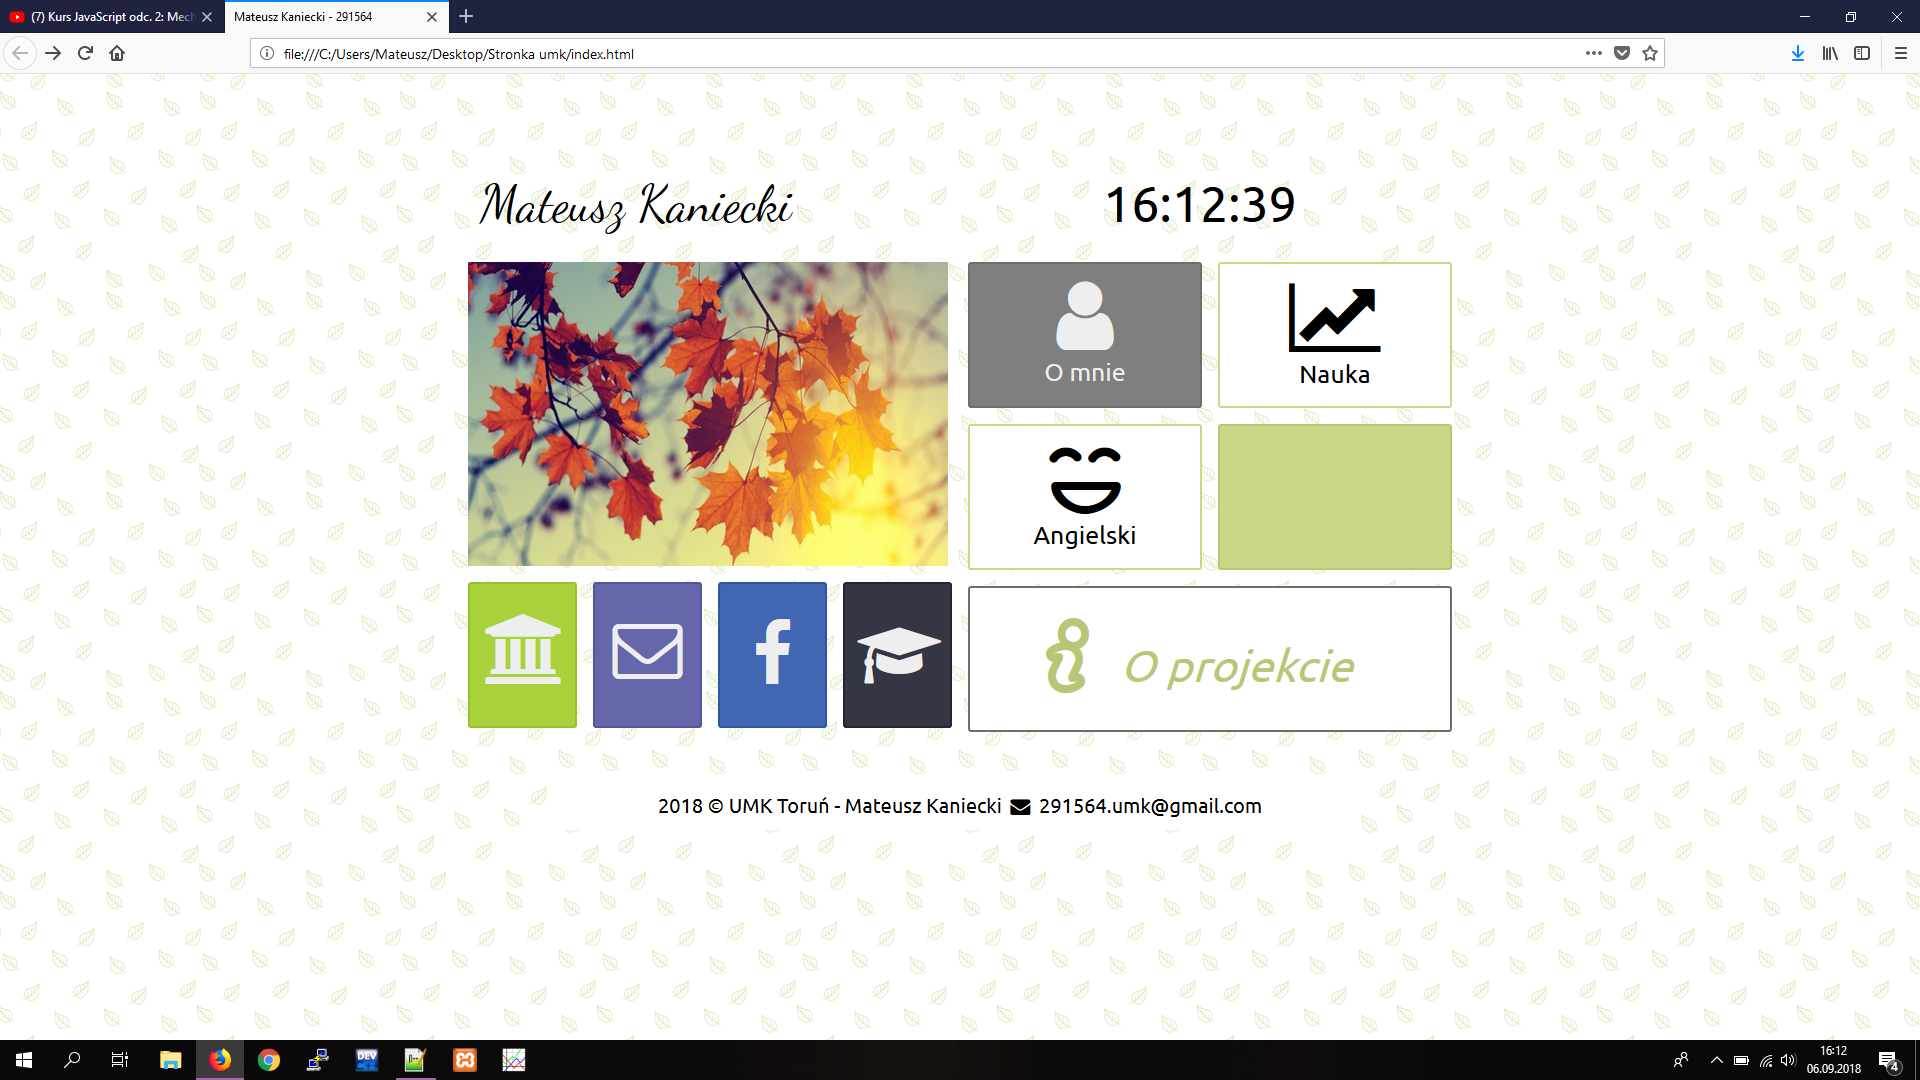 (7) Kurs JavaScript odc. 2: Mech
Mateusz Kaniecki - 291564
file:///C:/Users/Mateusz/Desktop/Stronka umk/index.html
Mateusz Kaniecki
16:12:39
O mnie
Nauka
Angielski
O projekcie
2018 © UMK Toruń - Mateusz Kaniecki 291564.umk@gmail.com
DEV
C++
16:12
06.09.2018
4